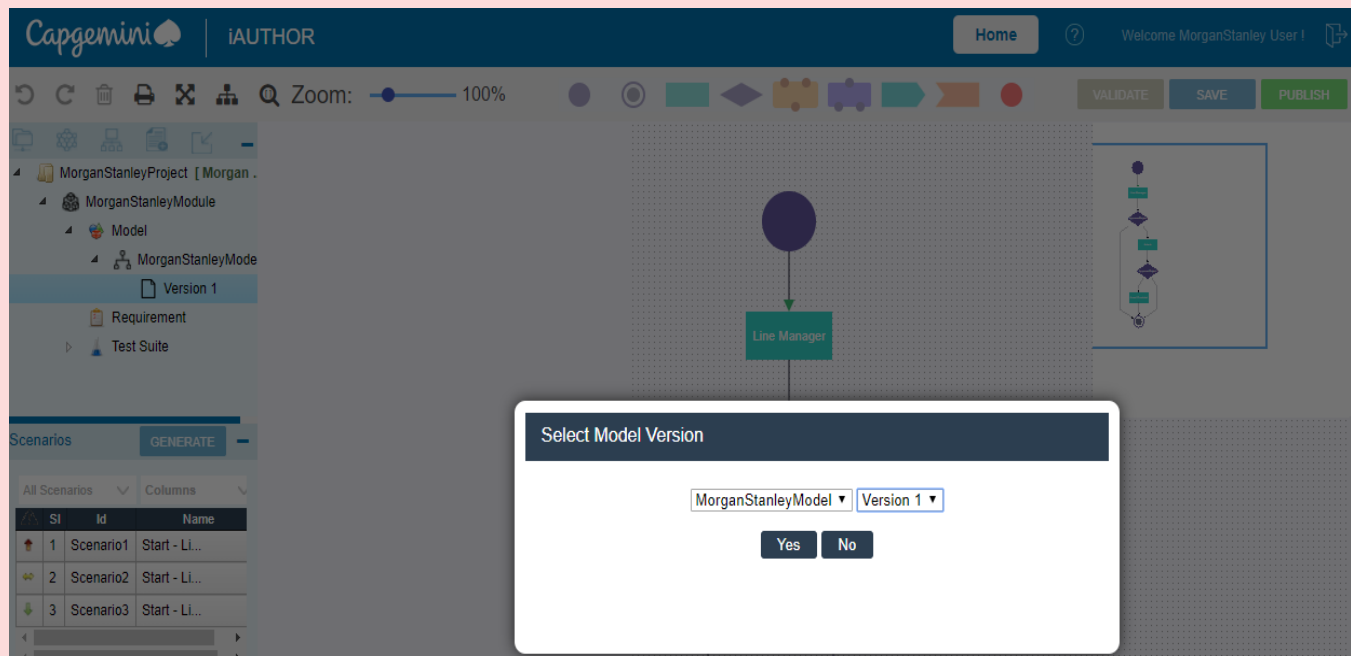 Capgemini iAUTHOR Home ? Welcome MorganStanley User !
Zoom: 100% VALIDATE SAVE PUBLISH
MorganStanleyProject [ Morgan .
MorganStanleyModule
Model
MorganStanleyMode
Version 1
Requirement
Test Suite
Line Manager
Select Model Version
MorganStanleyModel Version 1
Yes No
Scenarios GENERATE
All Scenarios Columns
SI Id Name
1 Scenario1 Start - Li...
2 Scenario2 Start - Li...
3 Scenario3 Start - Li...